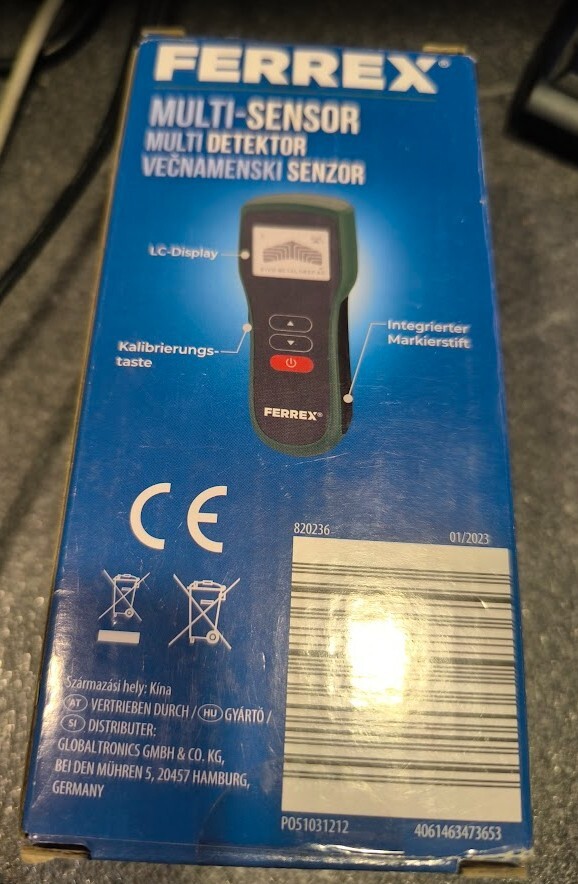 FERREX®
MULTI-SENSOR
MULTI DETEKTOR
VEČNAMENSKI SENZOR
LC-Display
Kalibrierungs-
taste
Integrierter
Markierstift
FERREX®
CE
820236
01/2023
Származási hely: Kína
AT VERTRIEBEN DURCH / HU GYÁRTÓ /
SI DISTRIBUTER:
GLOBALTRONICS GMBH & CO. KG,
BEI DEN MÜHREN 5, 20457 HAMBURG,
GERMANY
PO51031212
4061463473653